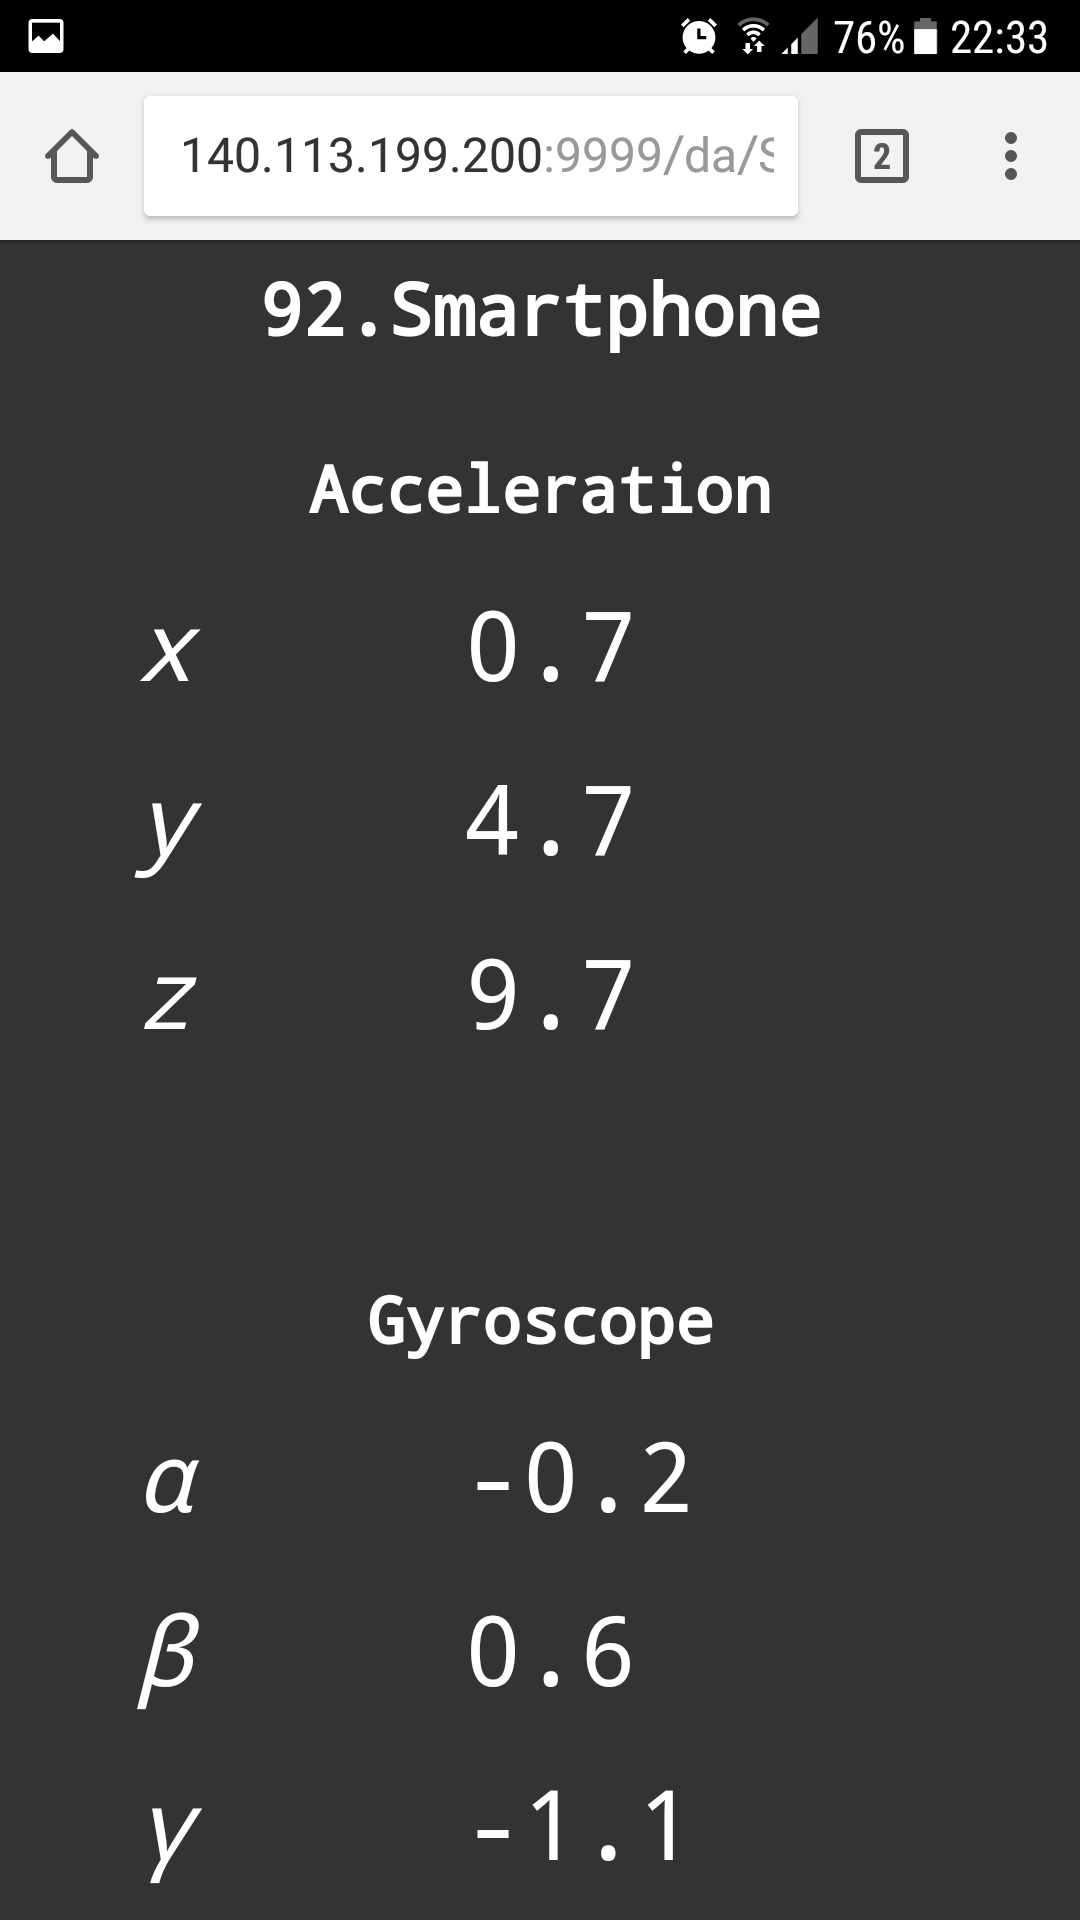 76% 22:33
140.113.199.200:9999/da/S
2
92.Smartphone
Acceleration
x 0.7
y 4.7
z 9.7
Gyroscope
α -0.2
β 0.6
γ -1.1